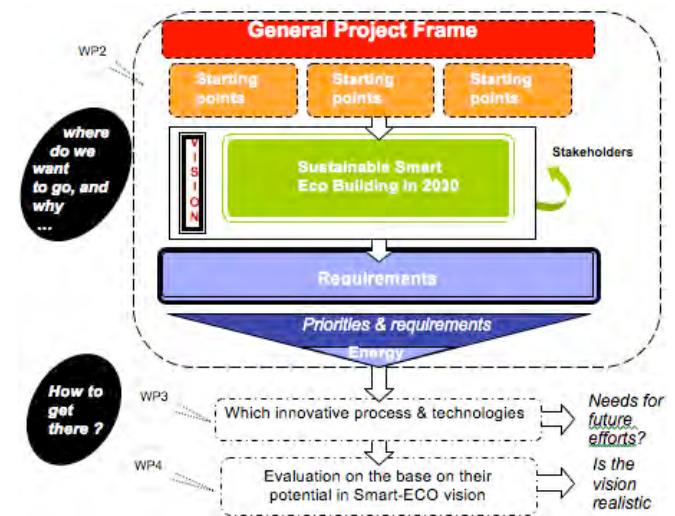 General Project Frame
WP2
Starting
points
Starting
points
Starting
points
where
do we
want
to go, and
why
...
VISION
Sustainable Smart
Eco Building in 2030
Stakeholders
Requirements
Priorities & requirements
Energy
How to
get
there ?
WP3
Which innovative process & technologies
Needs for
future
efforts?
WP4
Evaluation on the base on their
potential in Smart-ECO vision
Is the
vision
realistic